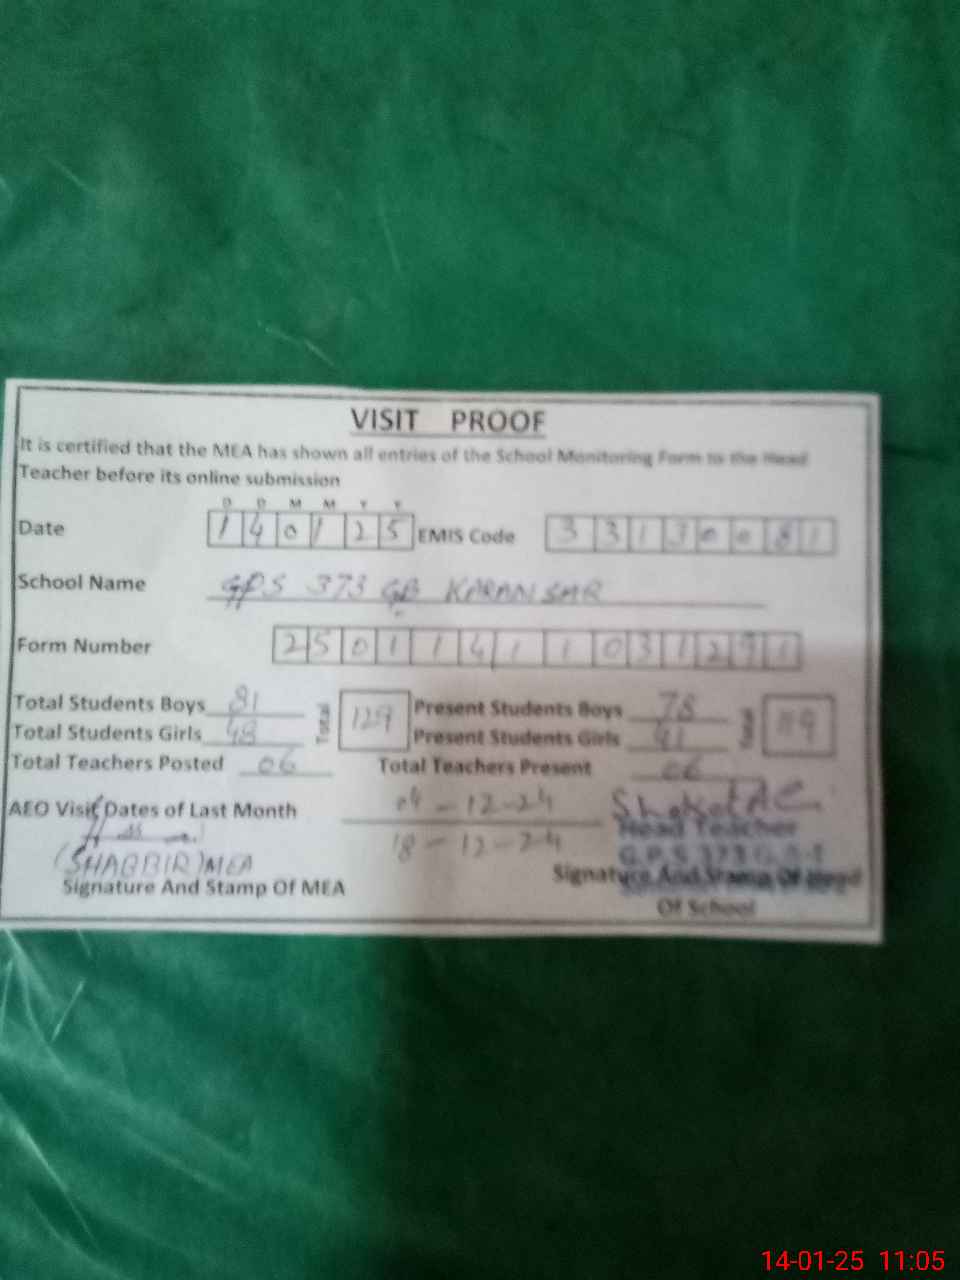 VISIT PROOF
It is certified that the MEA has shown all entries of the School Monitoring Form to the Head
Teacher before its online submission
D D M M Y Y
Date 1 4 0 1 2 5 EMIS Code 3 3 1 3 0 0 8 1
School Name GPS 373 GB KARANSAR
Form Number 2 5 0 1 1 4 1 1 0 3 1 2 9 1
Total Students Boys 81 Total 129 Present Students Boys 78 Total 119
Total Students Girls 48 Present Students Girls 41
Total Teachers Posted 06 Total Teachers Present 06
AEO Visit Dates of Last Month 04-12-24
18-12-24
(SHABBIR) MEA
Head Teacher
G.P.S 373 G.B
Signature And Stamp Of MEA
Signature And Stamp Of Head
Of School
14-01-25 11:05